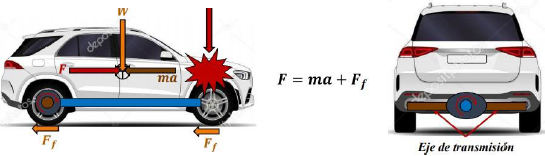 W
F
ma
F = ma + F_f
F_f
F_f
Eje de transmisión